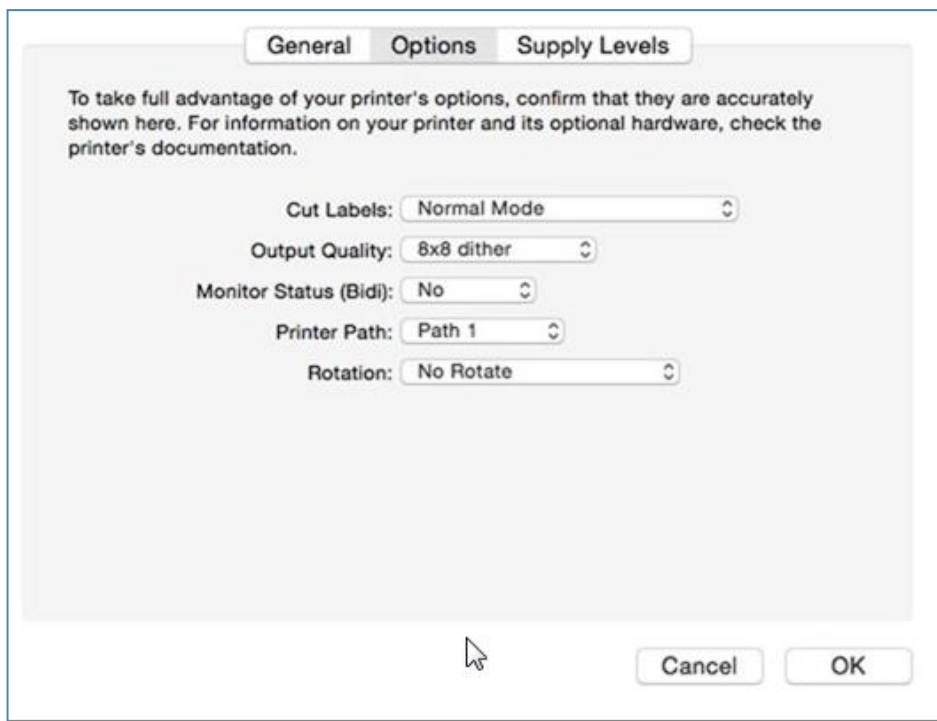 General Options Supply Levels
To take full advantage of your printer's options, confirm that they are accurately
shown here. For information on your printer and its optional hardware, check the
printer's documentation.
Cut Labels: Normal Mode
Output Quality: 8x8 dither
Monitor Status (Bidi): No
Printer Path: Path 1
Rotation: No Rotate
Cancel OK